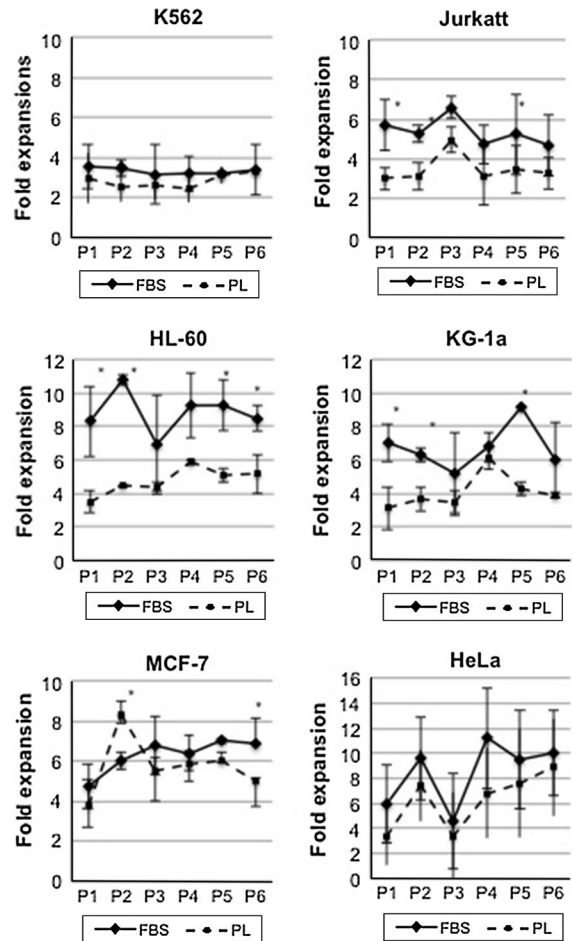 K562
Fold expansions
10
8
6
4
2
0
P1 P2 P3 P4 P5 P6
FBS PL
Jurkatt
Fold expansion
10
8
6
4
2
0
P1 P2 P3 P4 P5 P6
* * *
FBS PL
HL-60
Fold expansion
12
10
8
6
4
2
0
P1 P2 P3 P4 P5 P6
* * * *
FBS PL
KG-1a
Fold expansion
12
10
8
6
4
2
0
P1 P2 P3 P4 P5 P6
* * *
FBS PL
MCF-7
Fold expansion
10
8
6
4
2
0
P1 P2 P3 P4 P5 P6
* *
FBS PL
HeLa
Fold expansion
16
14
12
10
8
6
4
2
0
P1 P2 P3 P4 P5 P6
FBS PL